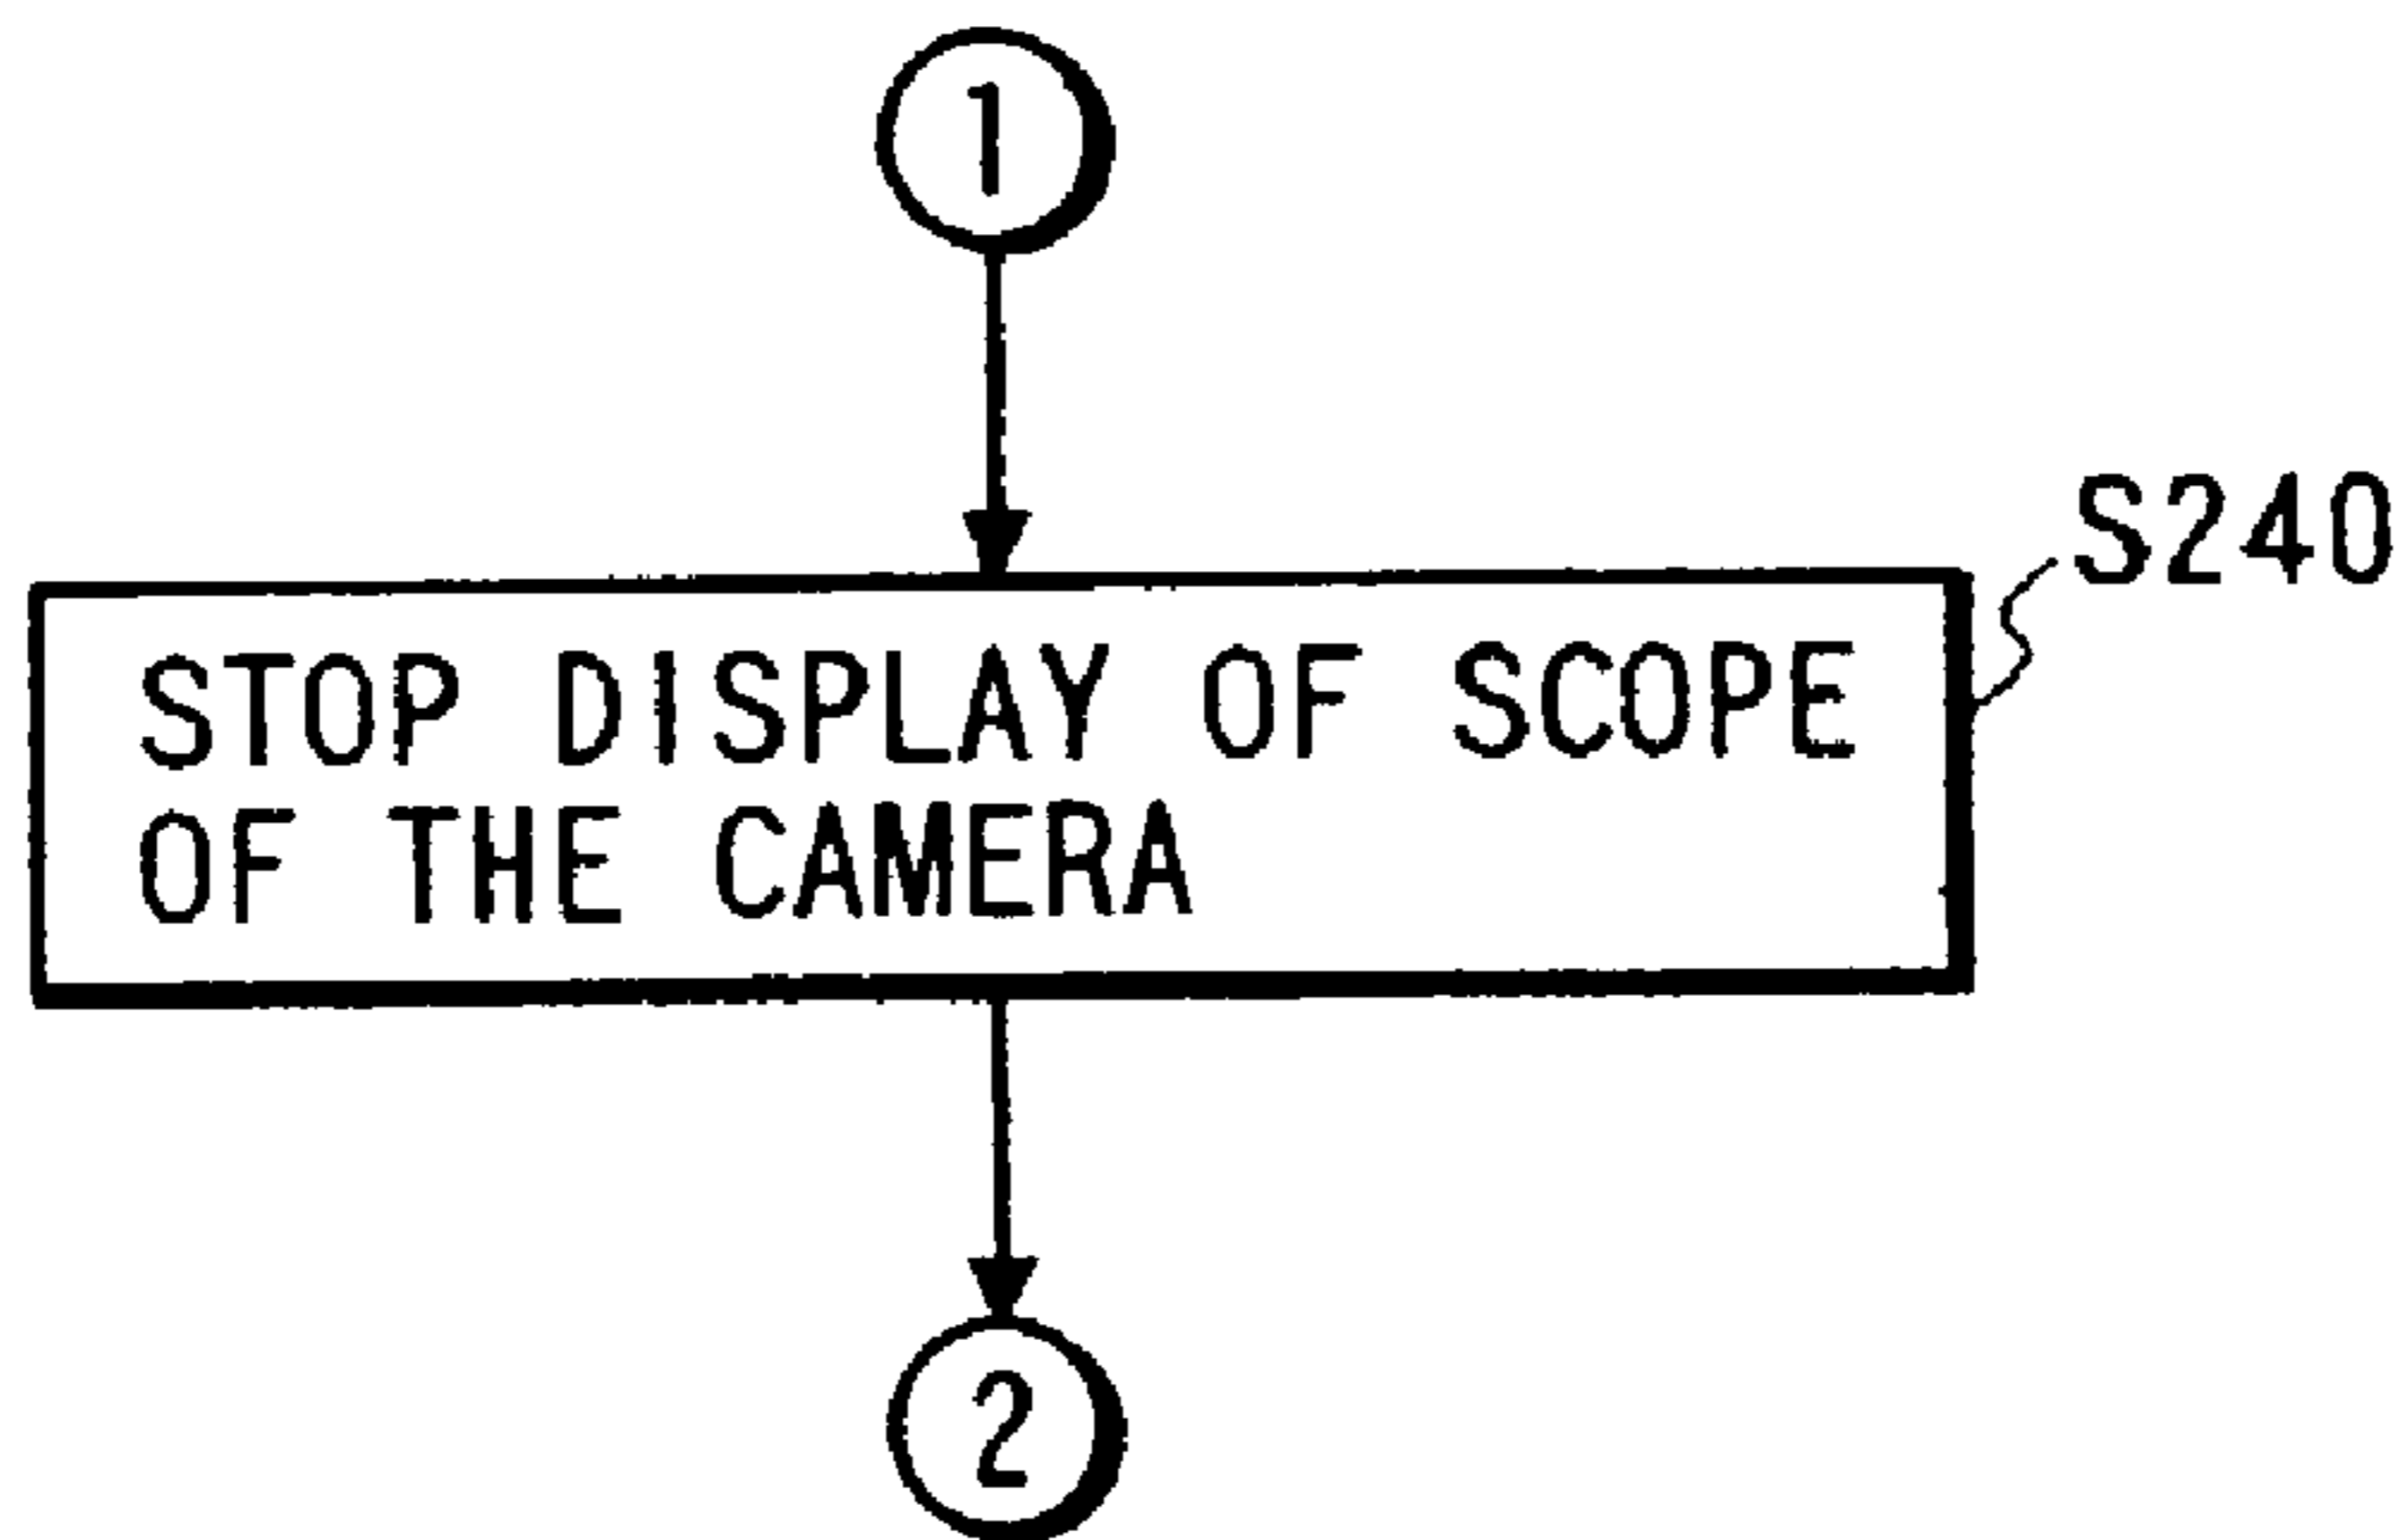 1
S240
STOP DISPLAY OF SCOPE
OF THE CAMERA
2